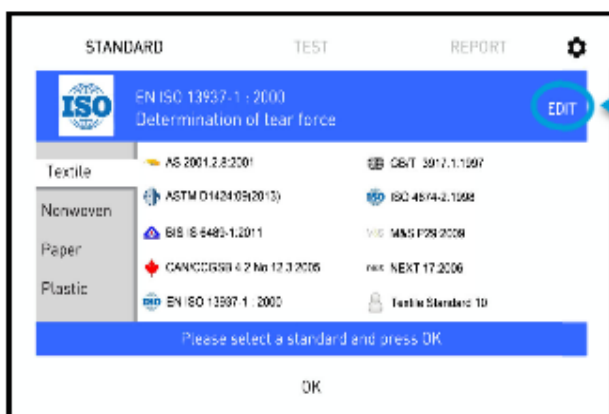 STANDARD TEST REPORT
ISO
EN ISO 13937-1 : 2000
Determination of tear force
EDIT
Textile
Nonwoven
Paper
Plastic
AS 2001.2.8:2001
ASTM D1424:09(2013)
BIS IS 6489-1:2011
CAN/CGSB 4.2 No 12.3 2005
EN ISO 13937-1 : 2000
GB/T 3917.1:1997
ISO 4674-2:1998
M&S P29:2009
NEXT 17:2006
Textile Standard 10
Please select a standard and press OK
OK